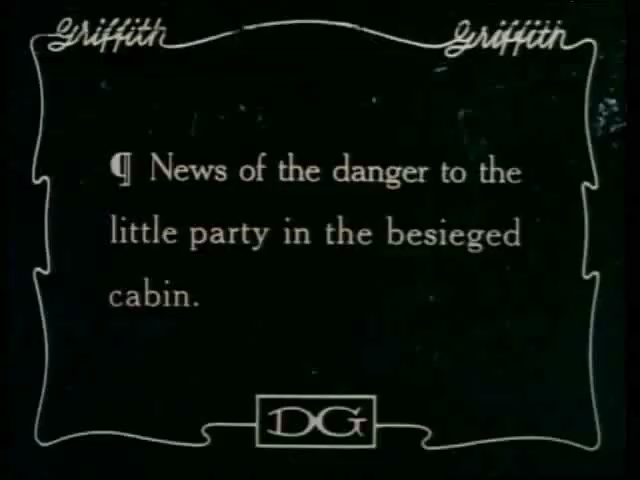 Griffith Griffith
¶ News of the danger to the
little party in the besieged
cabin.
DG